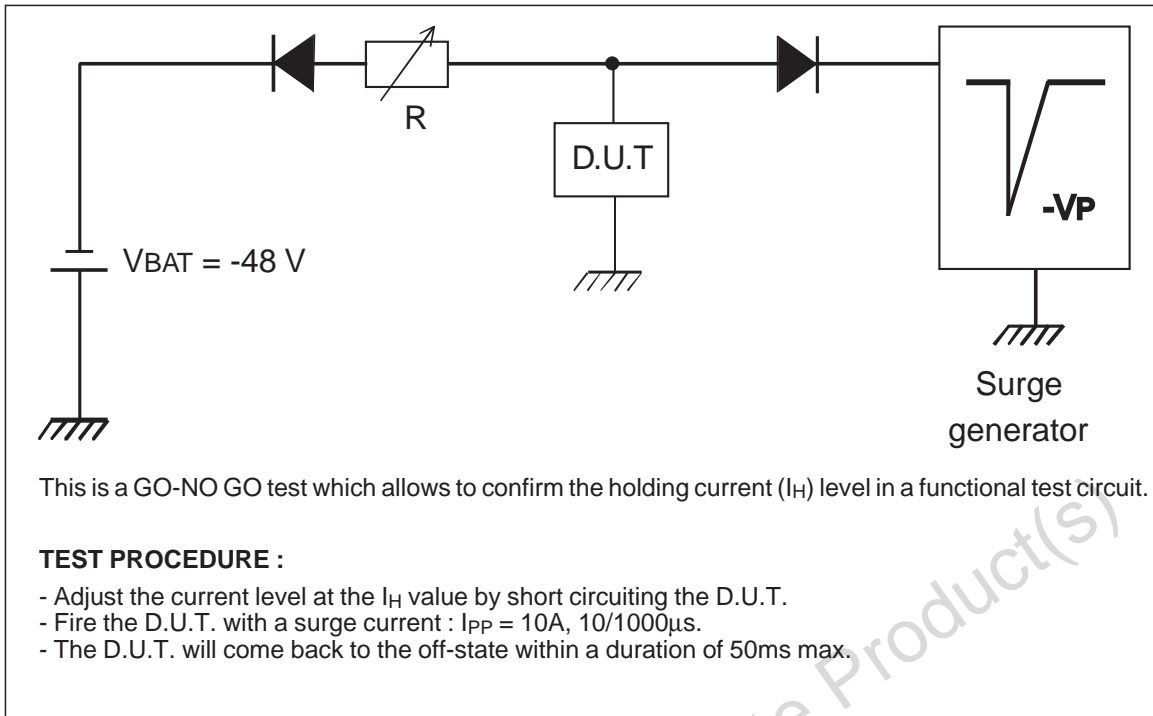 R
D.U.T
-VP
VBAT = -48 V
Surge
generator
This is a GO-NO GO test which allows to confirm the holding current (IH) level in a functional test circuit.
TEST PROCEDURE :
- Adjust the current level at the IH value by short circuiting the D.U.T.
- Fire the D.U.T. with a surge current : IPP = 10A, 10/1000μs.
- The D.U.T. will come back to the off-state within a duration of 50ms max.
Product(s)